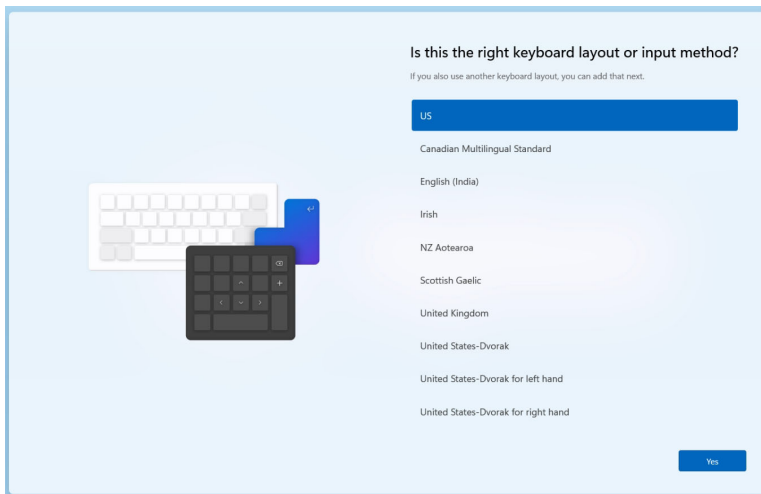 Is this the right keyboard layout or input method?
If you also use another keyboard layout, you can add that next.
US
Canadian Multilingual Standard
English (India)
Irish
NZ Aotearoa
Scottish Gaelic
United Kingdom
United States-Dvorak
United States-Dvorak for left hand
United States-Dvorak for right hand
Yes